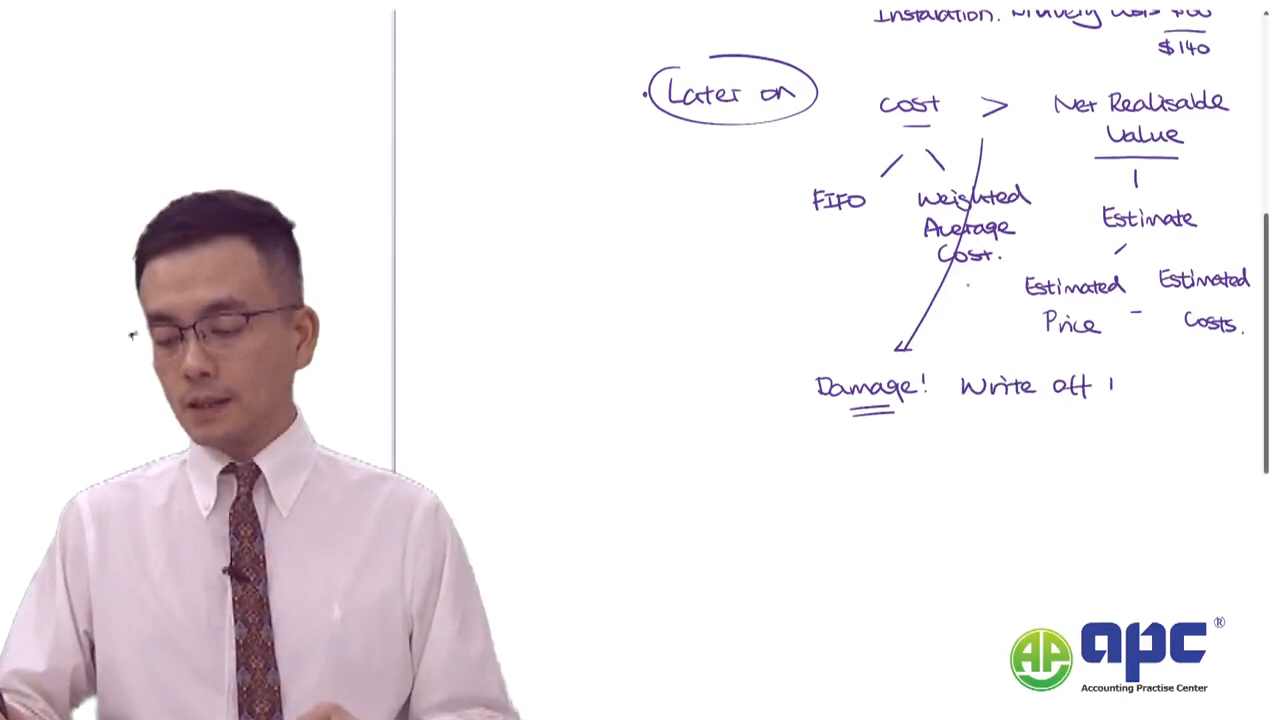 Instalation.
$140
Later on
Cost > Net Realisable
Value
FIFO Weighted
Average
Cost.
Estimate
Estimated Price - Estimated Costs.
Damage! Write off
apc®
Accounting Practise Center